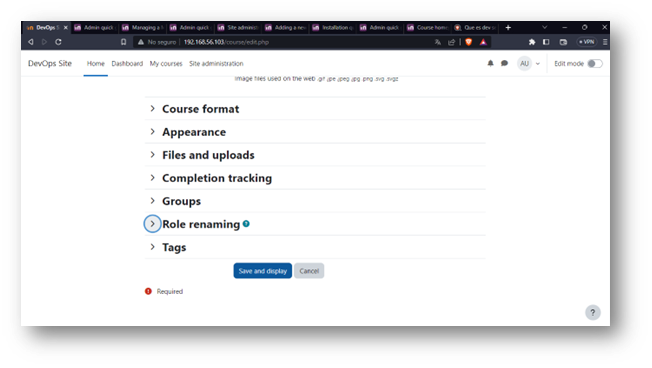 DevOps S Admin quick Managing a Admin quick Site administ Adding a new Installation q Admin quick Course home Que es dev
No seguro 192.168.56.103/course/edit.php VPN
DevOps Site Home Dashboard My courses Site administration AU Edit mode
Image files used on the web .gif .jpe .jpeg .jpg .png .svg .svgz
Course format
Appearance
Files and uploads
Completion tracking
Groups
Role renaming ?
Tags
Save and display Cancel
Required
?